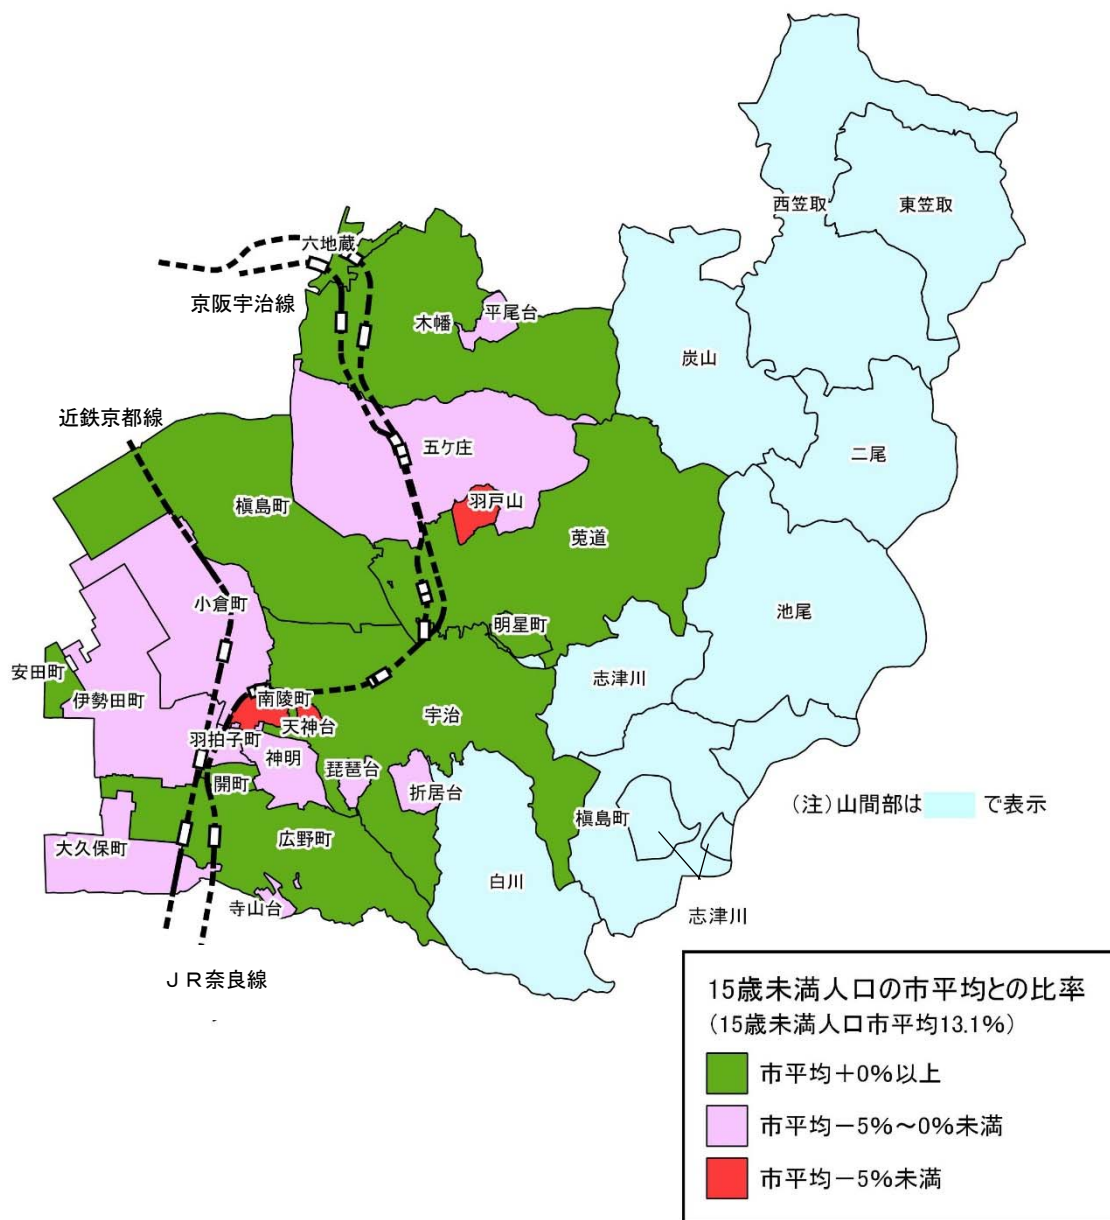 西笠取
東笠取
六地蔵
京阪宇治線
木幡
平尾台
炭山
近鉄京都線
五ケ庄
二尾
槇島町
羽戸山
莵道
小倉町
明星町
池尾
安田町
伊勢田町
南陵町
志津川
天神台
宇治
羽拍子町
神明
琵琶台
開町
折居台
(注)山間部は で表示
槇島町
広野町
大久保町
白川
寺山台
志津川
JR奈良線
15歳未満人口の市平均との比率
(15歳未満人口市平均13.1%)
市平均+0%以上
市平均-5%~0%未満
市平均-5%未満